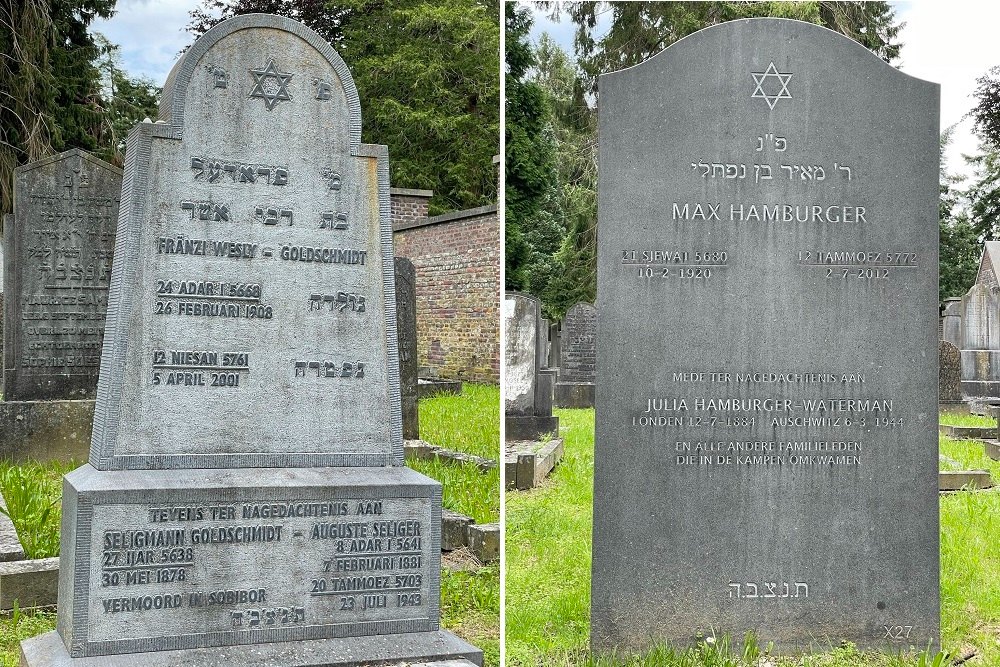 פ נ
מ' פראדעל
בת רבי אשר
FRÄNZI WESLY – GOLDSCHMIDT
24 ADAR I 5668
26 FEBRUARI 1908
נולדה
12 NIESAN 5761
5 APRIL 2001
נפטרה
TEVENS TER NAGEDACHTENIS AAN
SELIGMANN GOLDSCHMIDT – AUGUSTE SELIGER
27 IJAR 5638
8 ADAR I 5641
30 MEI 1878
7 FEBRUARI 1881
20 TAMMOEZ 5703
VERMOORD IN SOBIBOR
23 JULI 1943
תנצבה
פ"נ
ר' מאיר בן נפתלי
MAX HAMBURGER
21 SJEWAT 5680
12 TAMMOEZ 5772
10-2-1920
2-7-2012
MEDE TER NAGEDACHTENIS AAN
JULIA HAMBURGER-WATERMAN
LONDEN 12-7-1884 AUSCHWITZ 6-3-1944
EN ALLE ANDERE FAMILIELEDEN
DIE IN DE KAMPEN OMKWAMEN
ת.נ.צ.ב.ה
X27